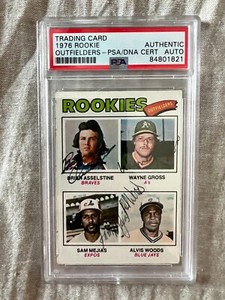 TRADING CARD
1976 ROOKIE AUTHENTIC
OUTFIELDERS - PSA/DNA CERT AUTO
PSA 84801821
ROOKIES
OUTFIELDERS
BRIAN ASSELSTINE WAYNE GROSS
BRAVES A's
SAM MEJIAS ALVIS WOODS
EXPOS BLUE JAYS